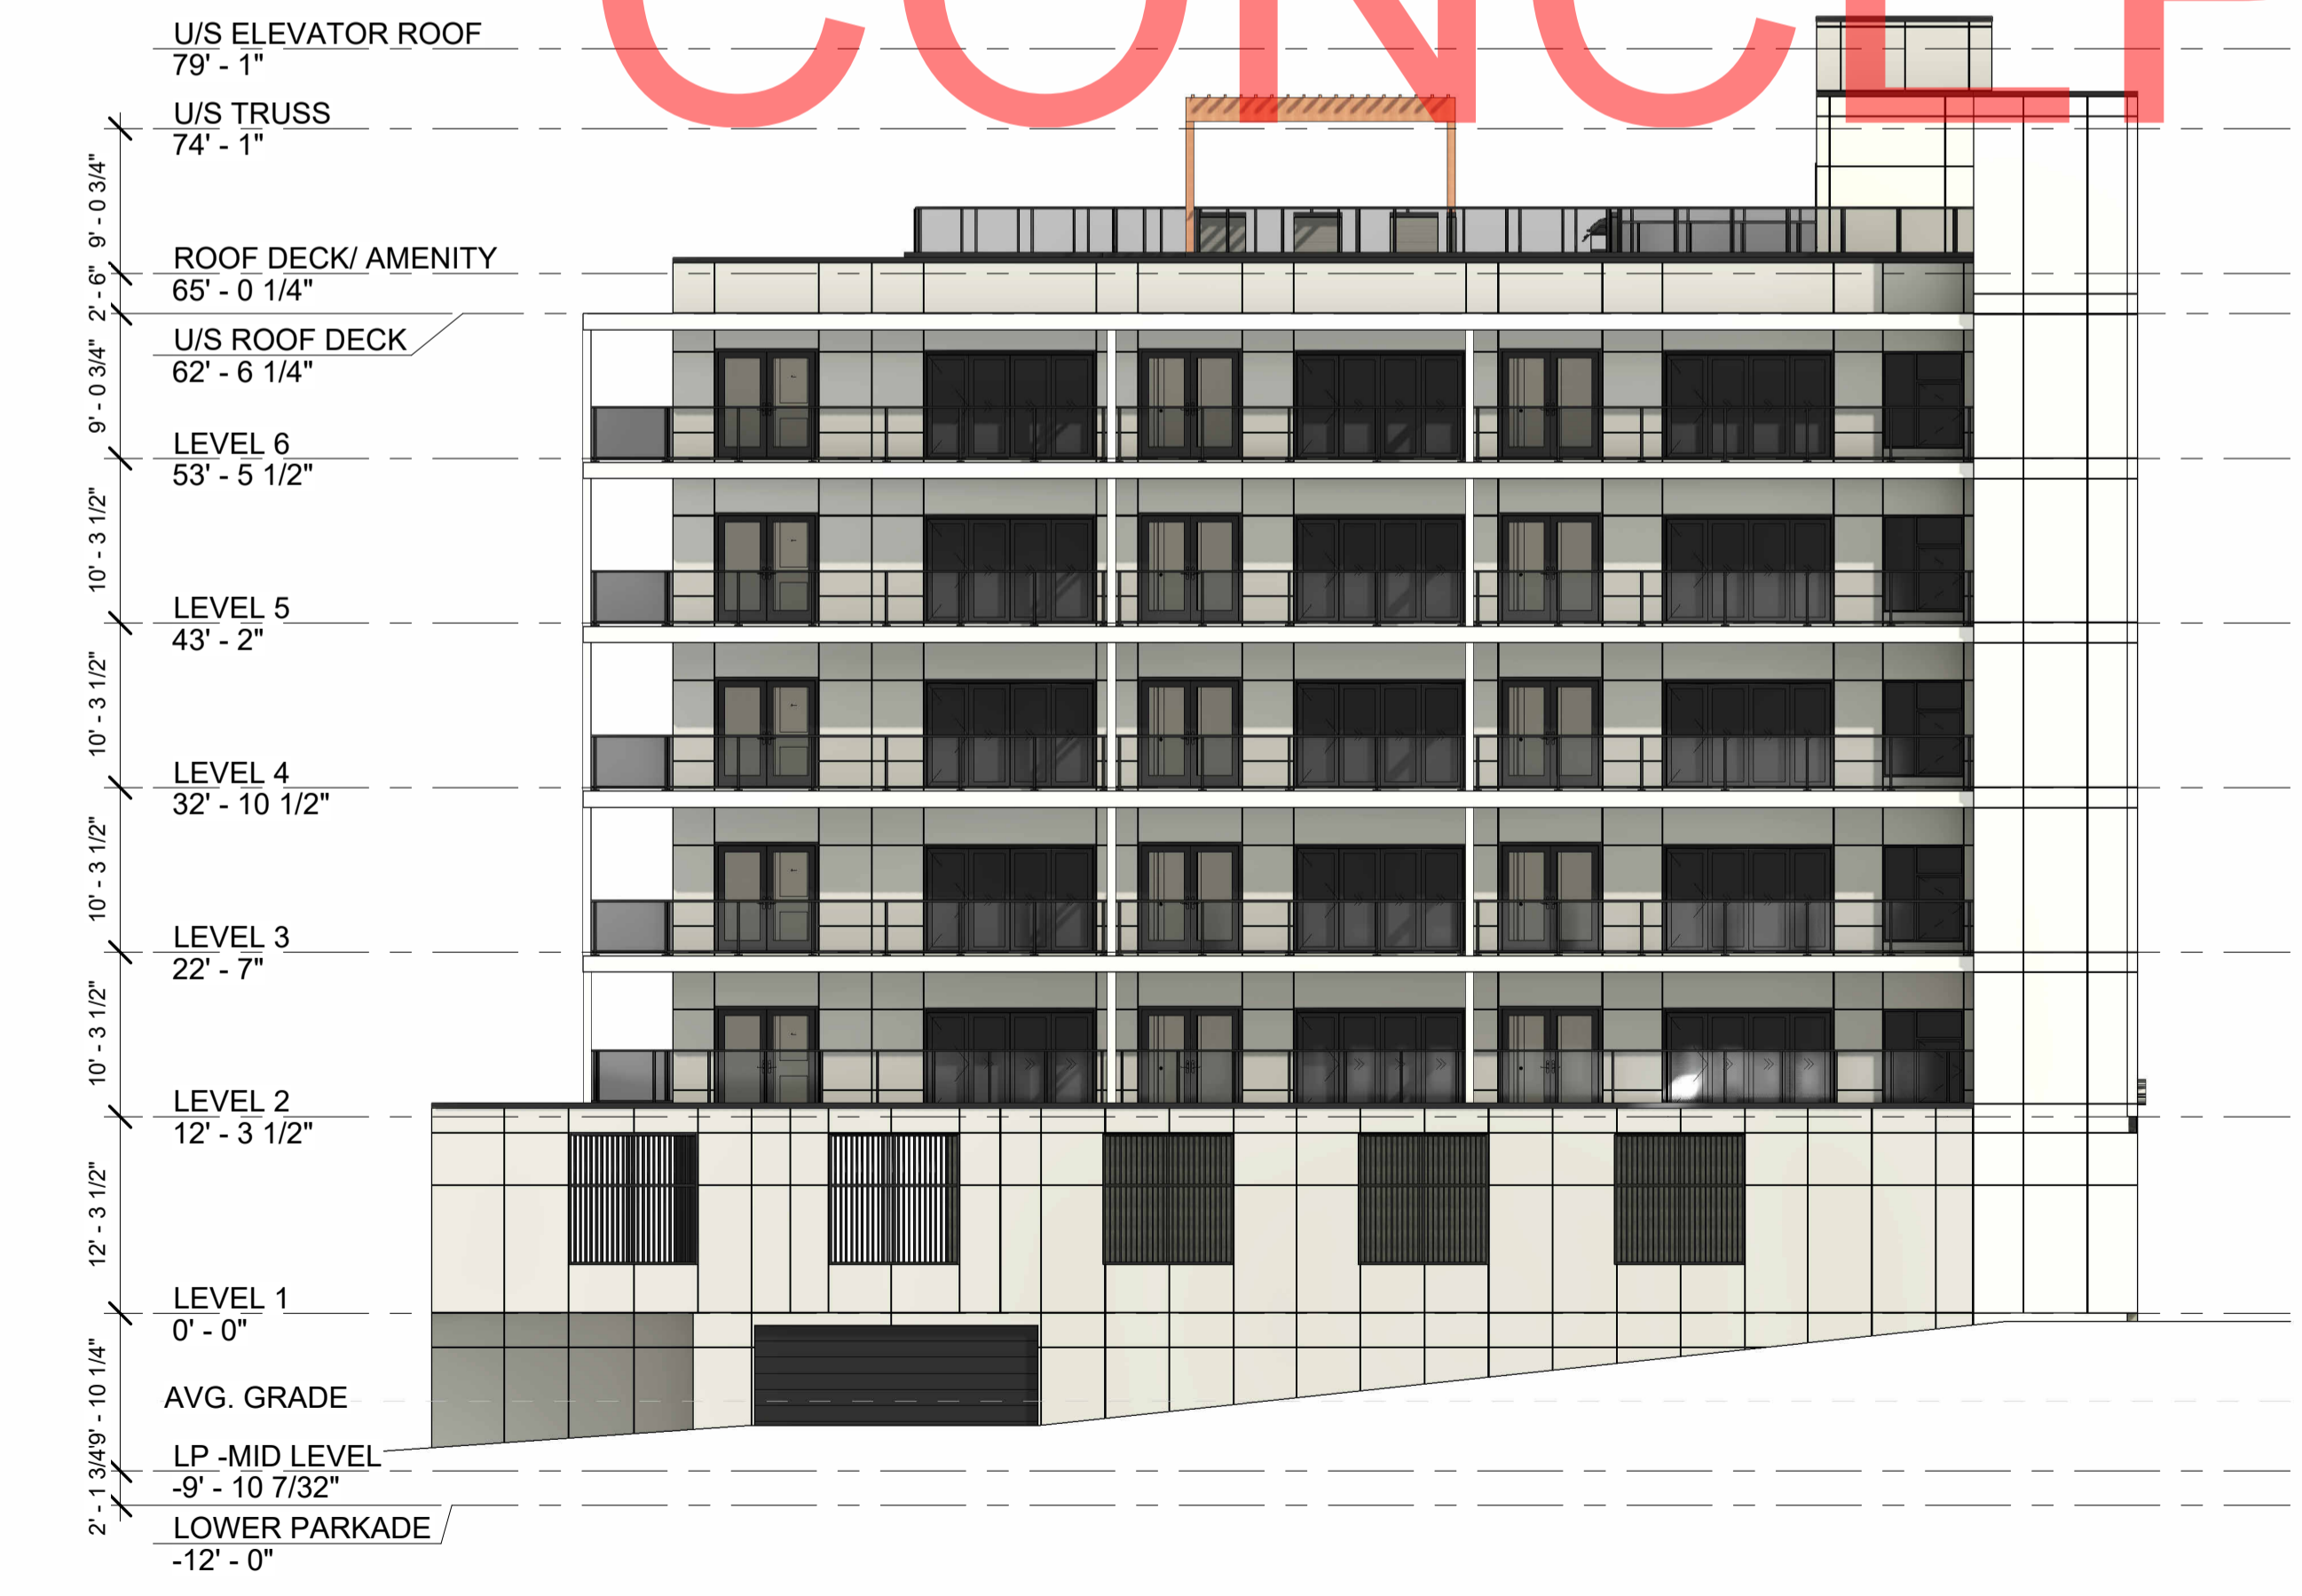 CONCEP
U/S ELEVATOR ROOF
79' - 1"
U/S TRUSS
74' - 1"
9' - 0 3/4"
ROOF DECK/ AMENITY
65' - 0 1/4"
2' - 6"
U/S ROOF DECK
62' - 6 1/4"
9' - 0 3/4"
LEVEL 6
53' - 5 1/2"
10' - 3 1/2"
LEVEL 5
43' - 2"
10' - 3 1/2"
LEVEL 4
32' - 10 1/2"
10' - 3 1/2"
LEVEL 3
22' - 7"
10' - 3 1/2"
LEVEL 2
12' - 3 1/2"
12' - 3 1/2"
LEVEL 1
0' - 0"
9' - 10 1/4"
AVG. GRADE
LP -MID LEVEL
-9' - 10 7/32"
2' - 1 3/4"
LOWER PARKADE
-12' - 0"